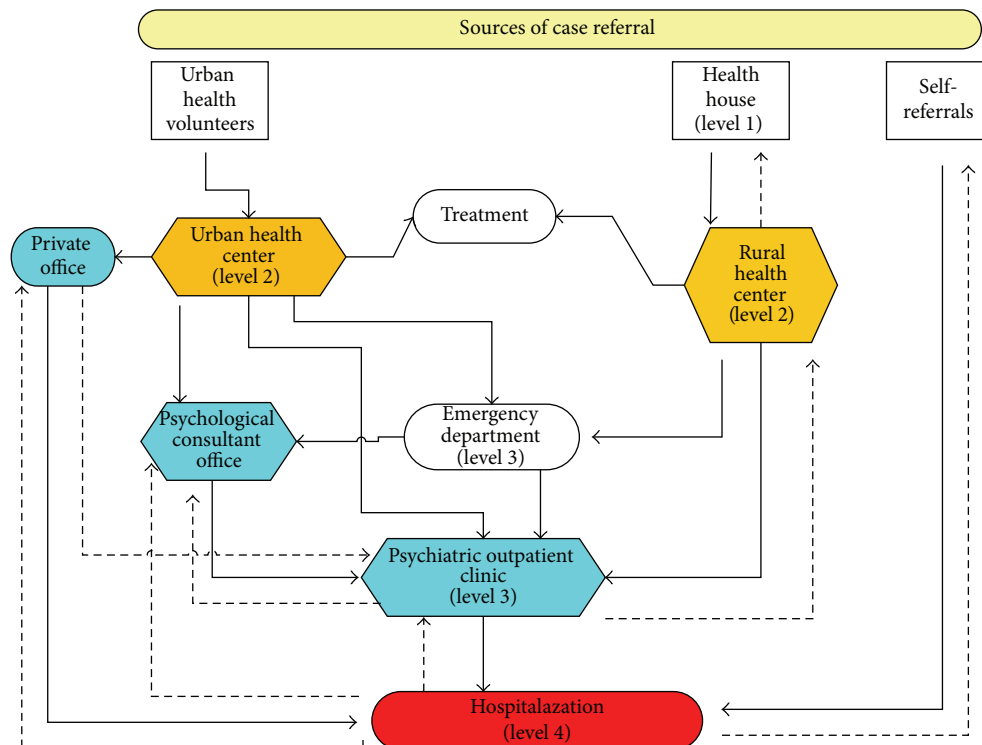 Sources of case referral
Urban
health
volunteers
Health
house
(level 1)
Self-
referrals
Treatment
Private
office
Urban health
center
(level 2)
Rural
health
center
(level 2)
Psychological
consultant
office
Emergency
department
(level 3)
Psychiatric outpatient
clinic
(level 3)
Hospitalazation
(level 4)